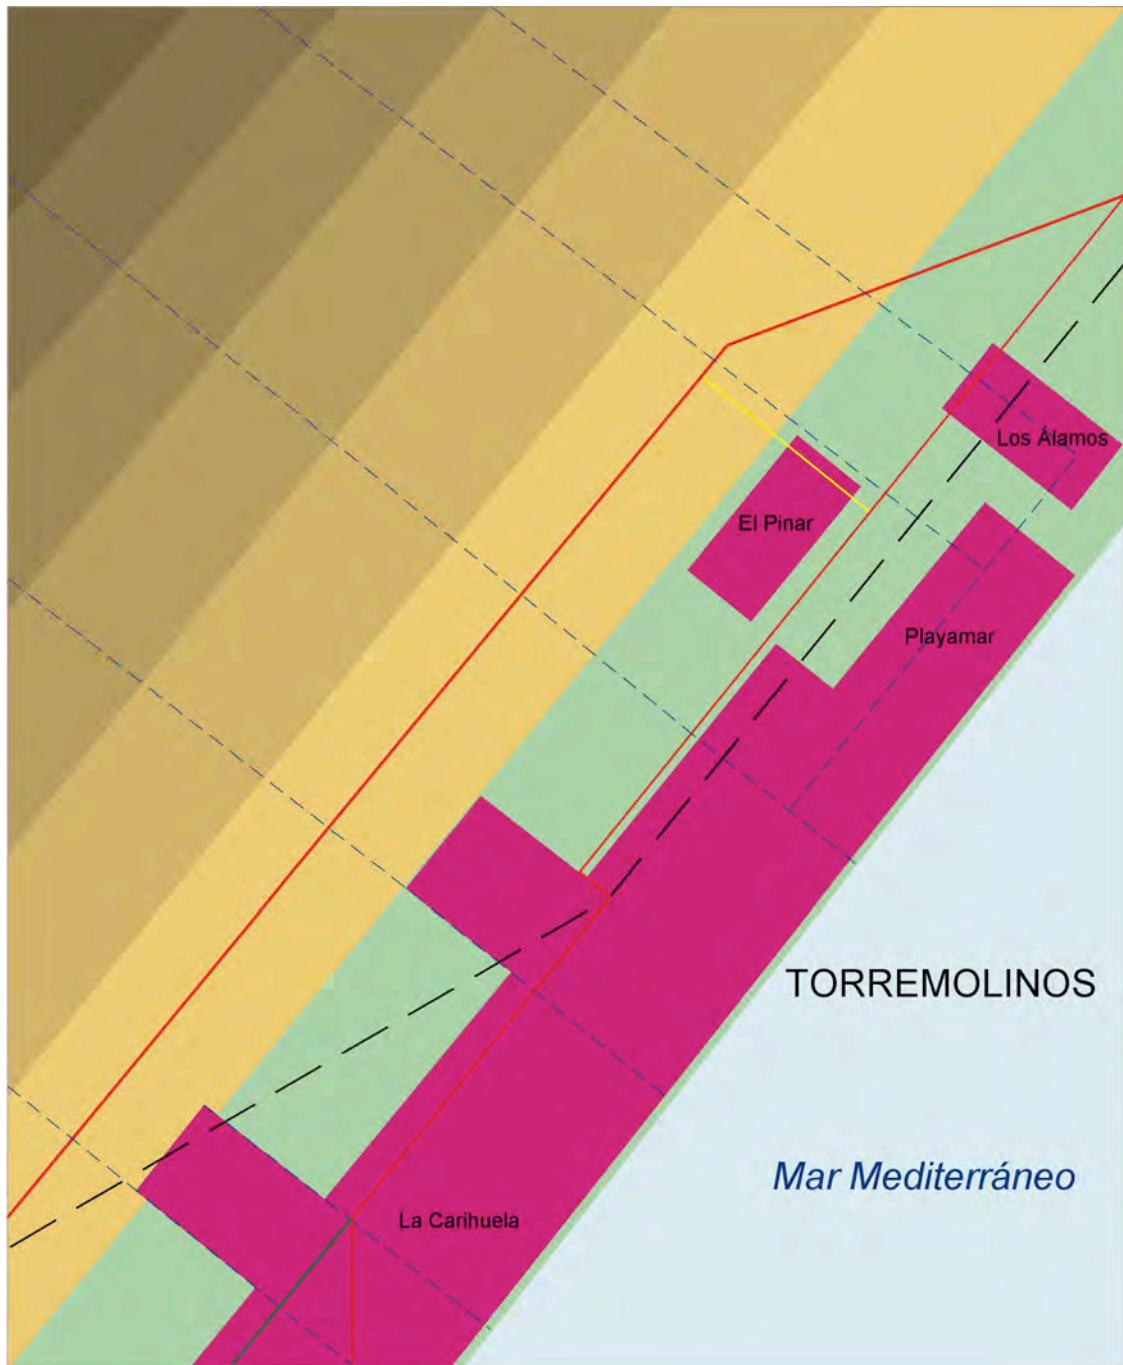 Los Álamos
El Pinar
Playamar
TORREMOLINOS
Mar Mediterráneo
La Carihuela